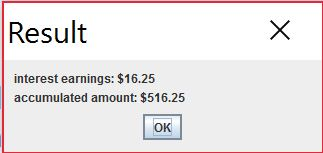 Result
interest earnings: $16.25
accumulated amount: $516.25
OK